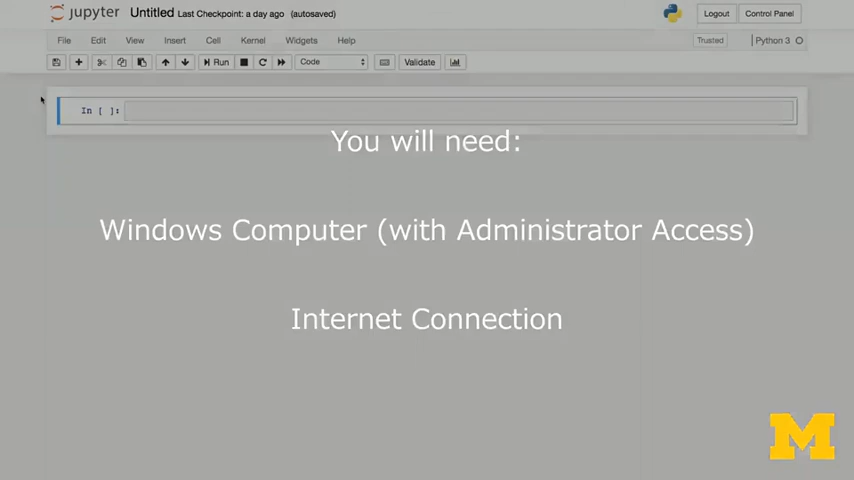 jupyter Untitled Last Checkpoint: a day ago (autosaved) Logout Control Panel
File Edit View Insert Cell Kernel Widgets Help Trusted Python 3
Run Code Validate
In [ ]:
You will need:
Windows Computer (with Administrator Access)
Internet Connection
M